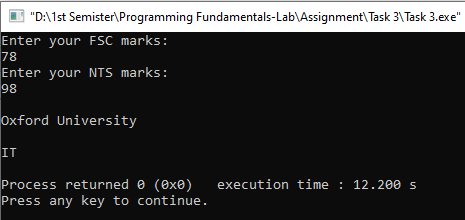 "D:\1st Semister\Programming Fundamentals-Lab\Assignment\Task 3\Task 3.exe"
Enter your FSC marks:
78
Enter your NTS marks:
98
Oxford University
IT
Process returned 0 (0x0)   execution time : 12.200 s
Press any key to continue.